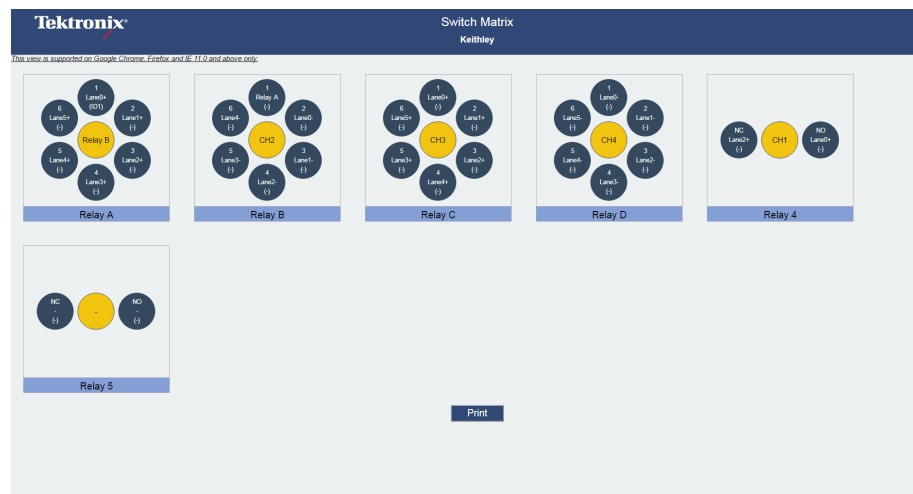 Tektronix®
Switch Matrix
Keithley
This view is supported on Google Chrome, Firefox and IE 11.0 and above only.
1
Lane0+
(ID1)
2
Lane1+
(-)
3
Lane2+
(-)
4
Lane3+
(-)
5
Lane4+
(-)
6
Lane5+
(-)
Relay B
Relay A
1
Relay A
(-)
2
Lane0-
(-)
3
Lane1-
(-)
4
Lane2-
(-)
5
Lane3-
(-)
6
Lane4-
(-)
CH2
Relay B
1
Lane0+
(-)
2
Lane1+
(-)
3
Lane2+
(-)
4
Lane4+
(-)
5
Lane3+
(-)
6
Lane5+
(-)
CH3
Relay C
1
Lane0-
(-)
2
Lane1-
(-)
3
Lane2-
(-)
4
Lane3-
(-)
5
Lane4-
(-)
6
Lane5-
(-)
CH4
Relay D
NC
Lane2+
(-)
CH1
NO
Lane0+
(-)
Relay 4
NC
-
(-)
-
NO
-
(-)
Relay 5
Print